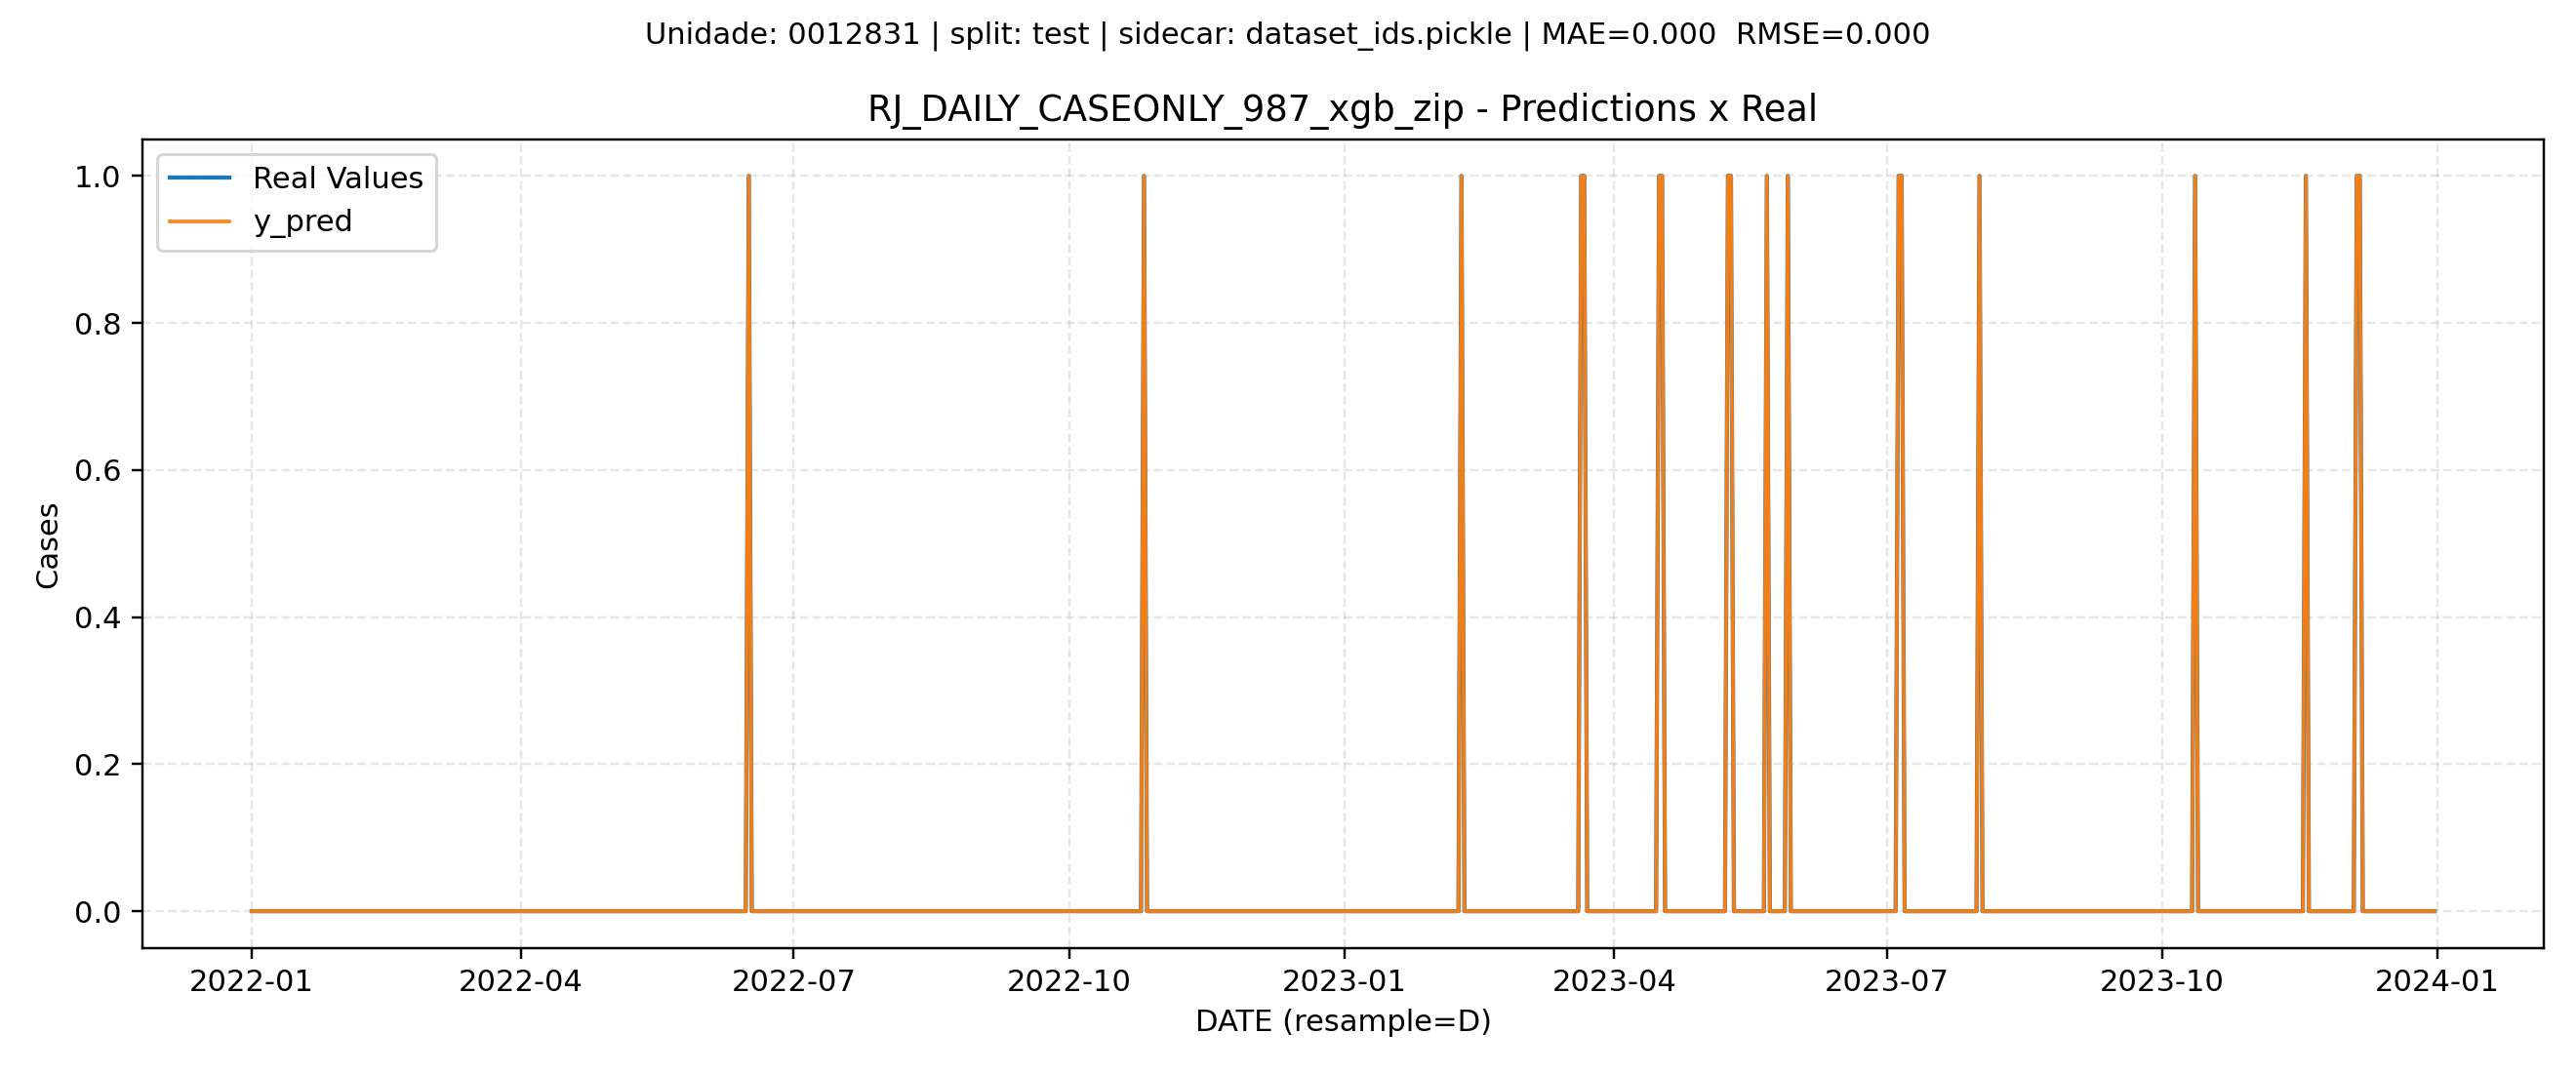 Unidade: 0012831 | split: test | sidecar: dataset_ids.pickle | MAE=0.000  RMSE=0.000
RJ_DAILY_CASEONLY_987_xgb_zip - Predictions x Real
Real Values
y_pred
1.0
0.8
0.6
0.4
0.2
0.0
Cases
2022-01 2022-04 2022-07 2022-10 2023-01 2023-04 2023-07 2023-10 2024-01
DATE (resample=D)